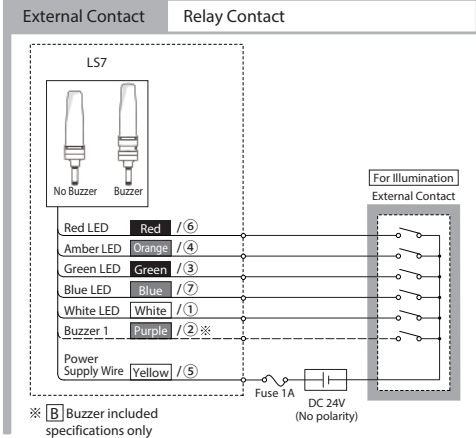 External Contact
Relay Contact
LS7
No Buzzer
Buzzer
For Illumination
External Contact
Red LED Red /⑥
Amber LED Orange /④
Green LED Green /③
Blue LED Blue /⑦
White LED White /①
Buzzer 1 Purple /②※
Power
Supply Wire Yellow /⑤
Fuse 1A
DC 24V
(No polarity)
※ B Buzzer included
specifications only